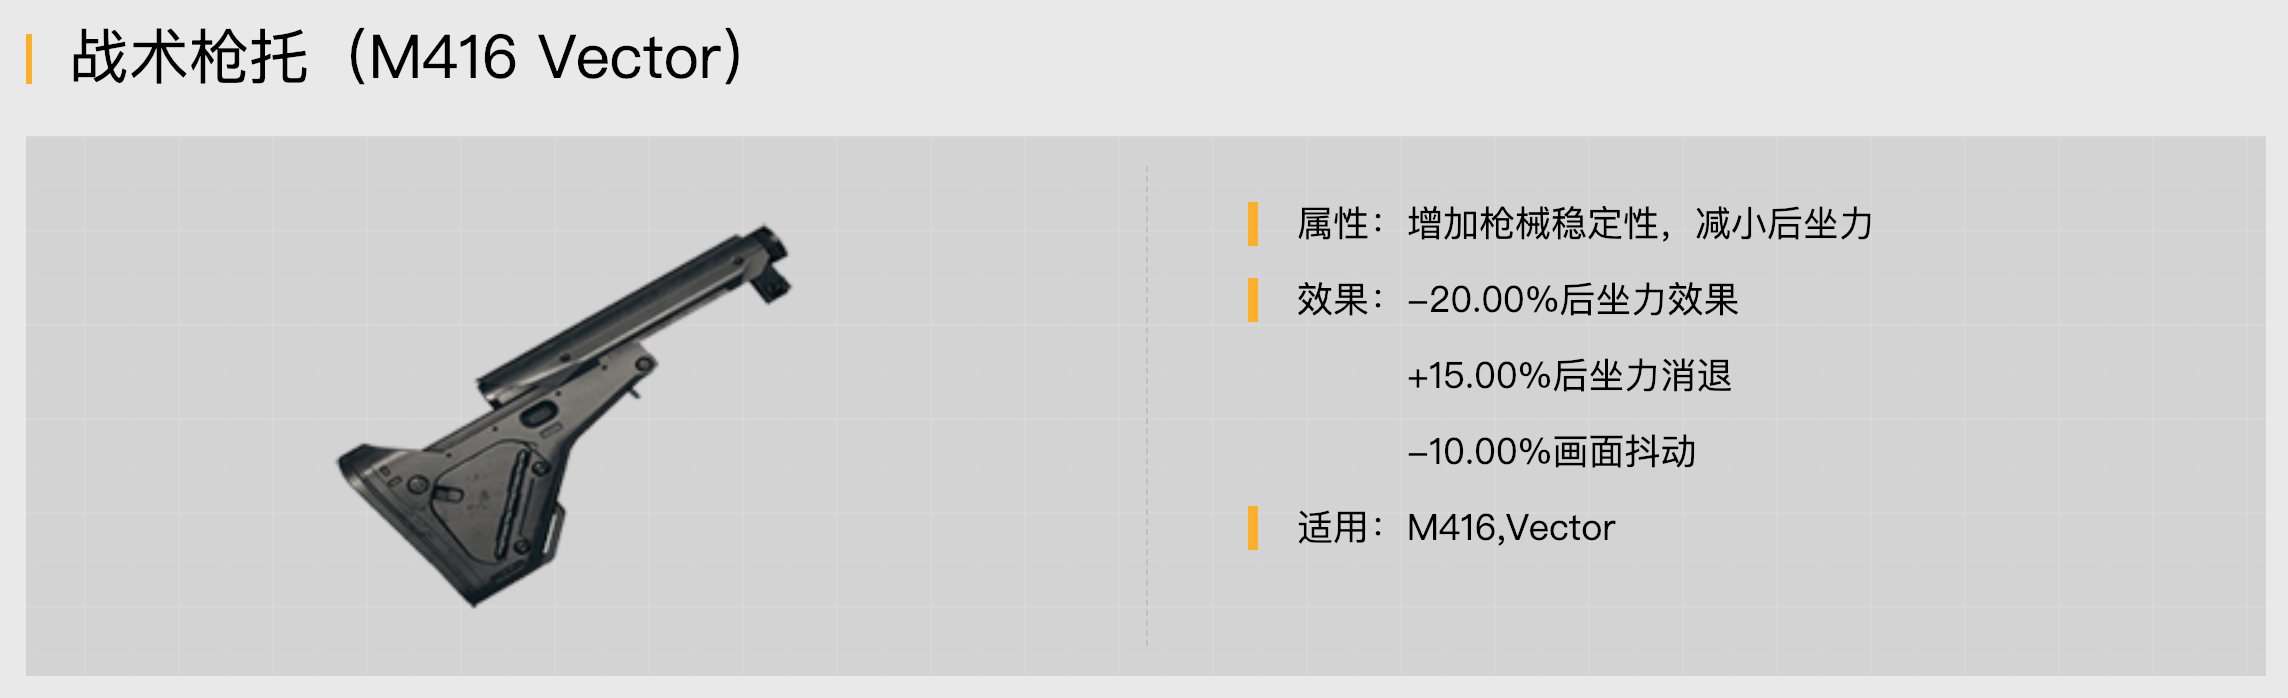 战术枪托（M416 Vector）
属性：增加枪械稳定性，减小后坐力
效果：-20.00%后坐力效果
+15.00%后坐力消退
-10.00%画面抖动
适用：M416,Vector